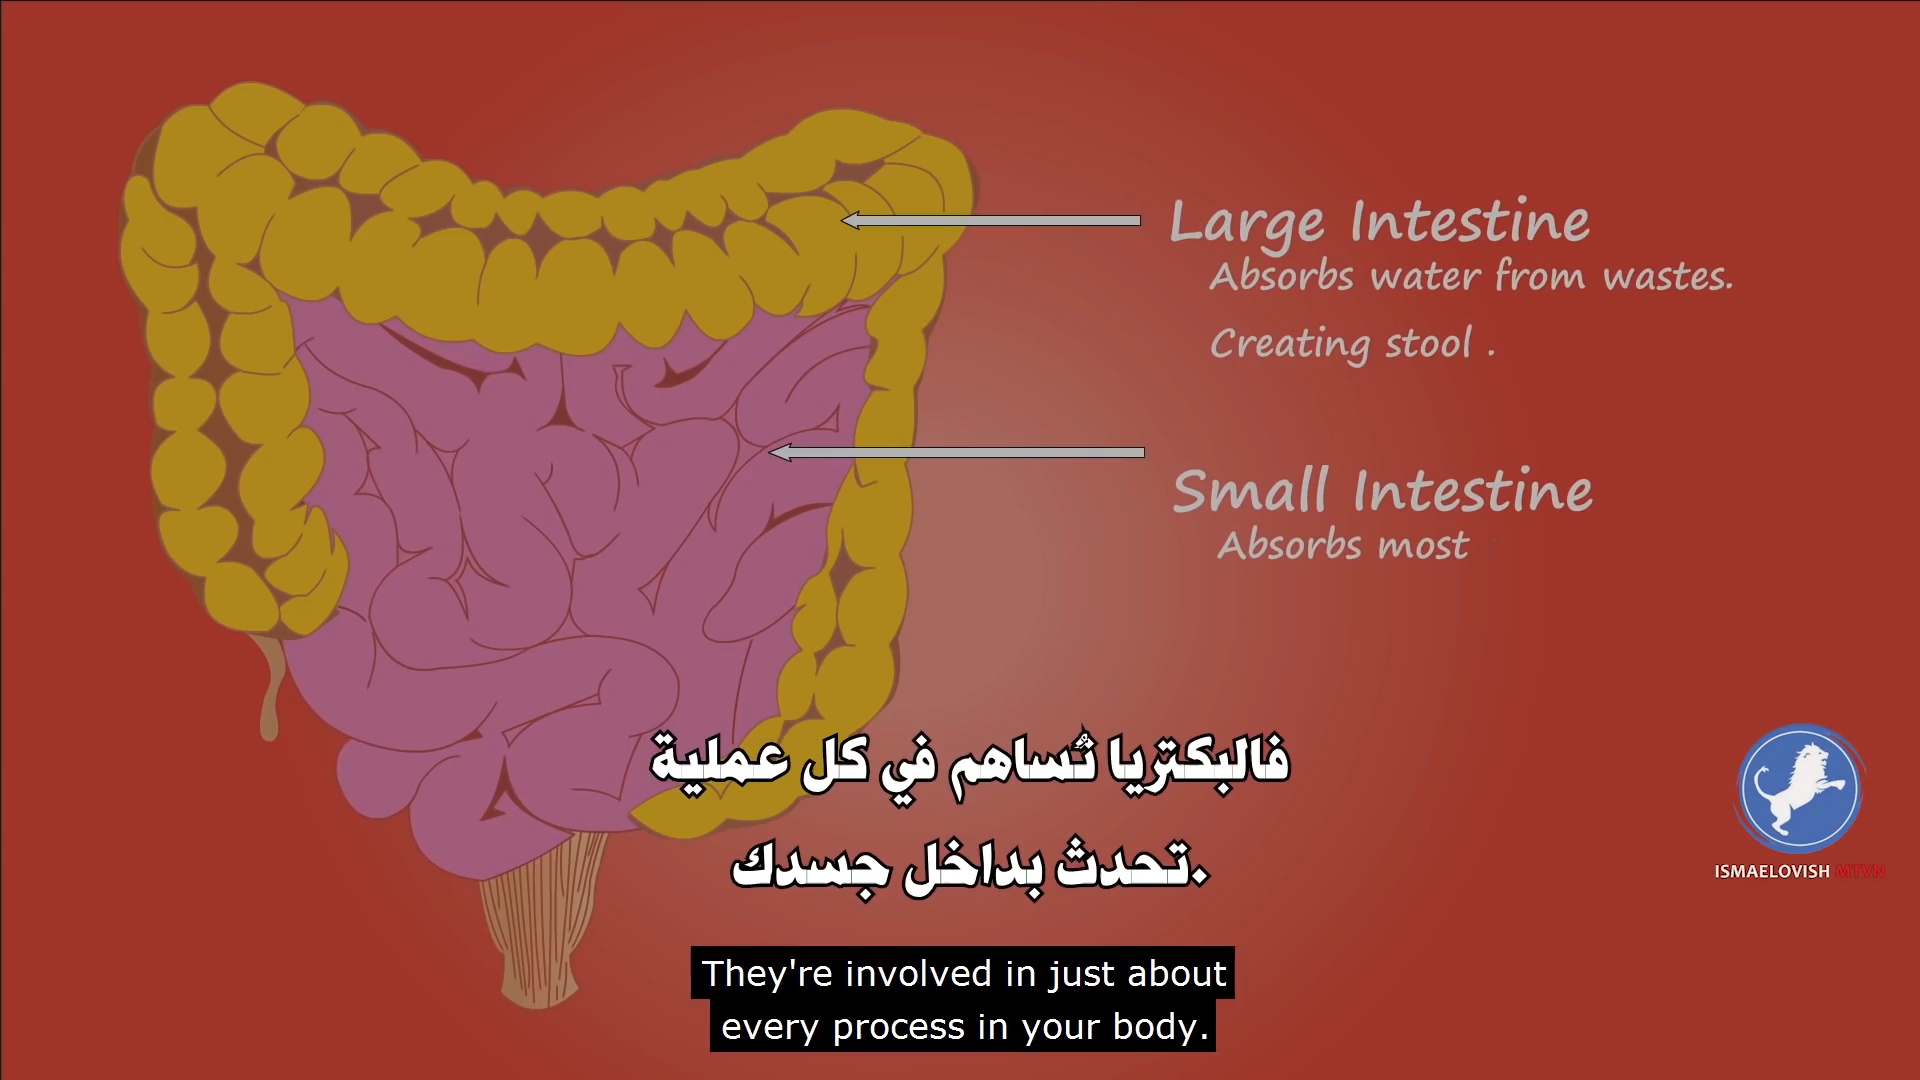 Large Intestine
Absorbs water from wastes.
Creating stool .
Small Intestine
Absorbs most
فالبكتريا تُساهم في كل عملية
.تحدث بداخل جسدك
ISMAELOVISH MTVN
They're involved in just about
every process in your body.